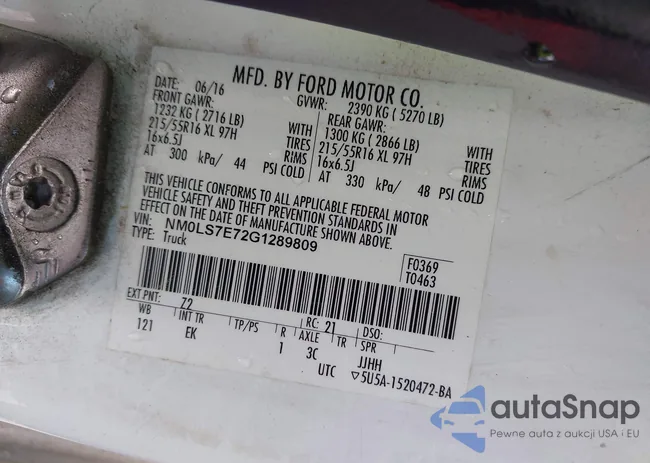 MFD. BY FORD MOTOR CO.
DATE: 06/16 GVWR: 2390 KG ( 5270 LB)
FRONT GAWR: REAR GAWR:
1232 KG ( 2716 LB) WITH 1300 KG ( 2866 LB) WITH
215/55R16 XL 97H TIRES 215/55R16 XL 97H TIRES
16x6.5J RIMS 16x6.5J RIMS
AT 300 kPa/ 44 PSI COLD AT 330 kPa/ 48 PSI COLD
THIS VEHICLE CONFORMS TO ALL APPLICABLE FEDERAL MOTOR
VEHICLE SAFETY AND THEFT PREVENTION STANDARDS IN
EFFECT ON THE DATE OF MANUFACTURE SHOWN ABOVE.
VIN: NM0LS7E72G1289809
TYPE: Truck
F0369
T0463
EXT PNT: Z2 RC: 21 DSO:
WB INT TR TP/PS R AXLE TR SPR
121 EK 1 3C JJHH
UTC ▽5U5A-1520472-BA
autaSnap
Pewne auta z aukcji USA i EU